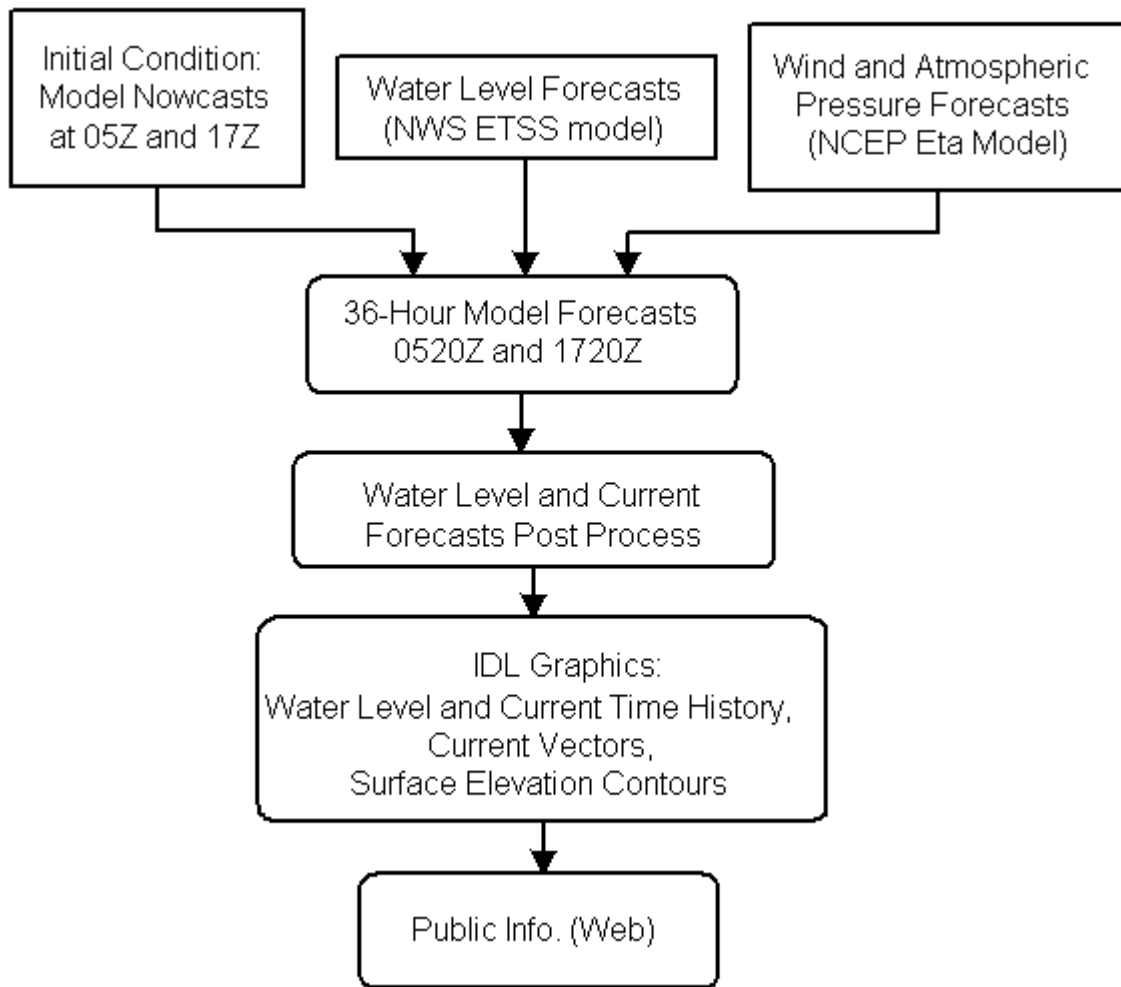 Initial Condition:
Model Nowcasts
at 05Z and 17Z
Water Level Forecasts
(NWS ETSS model)
Wind and Atmospheric
Pressure Forecasts
(NCEP Eta Model)
36-Hour Model Forecasts
0520Z and 1720Z
Water Level and Current
Forecasts Post Process
IDL Graphics:
Water Level and Current Time History,
Current Vectors,
Surface Elevation Contours
Public Info. (Web)